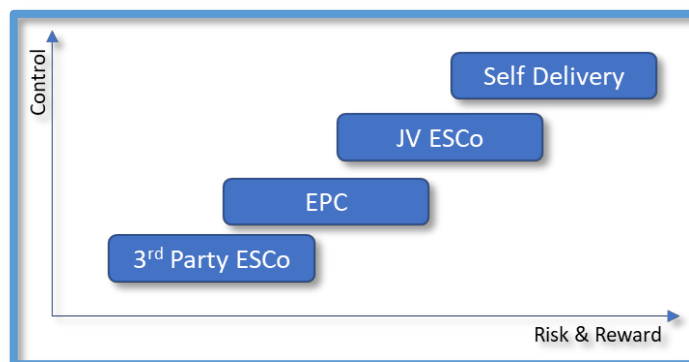 Control
Self Delivery
JV ESCo
EPC
3rd Party ESCo
Risk & Reward